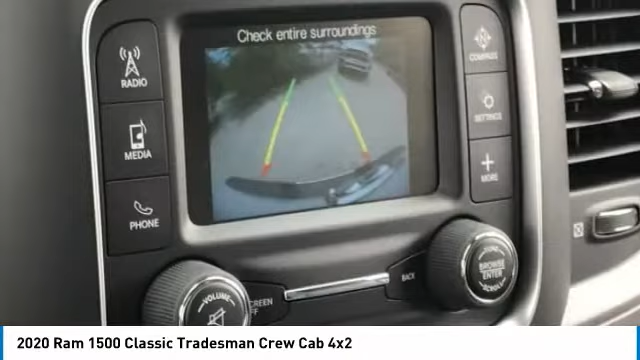 Check entire surroundings
RADIO
MEDIA
PHONE
COMPASS
SETTINGS
MORE
VOLUME
SCREEN
BACK
TUNE
BROWSE
ENTER
SCROLL
2020 Ram 1500 Classic Tradesman Crew Cab 4x2